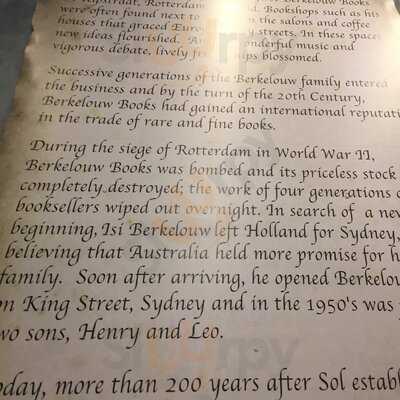 Rotterdam Berkelouw Books
were often found next to Bookshops such as his
houses that graced the salons and coffee
new ideas flourished. streets. In these spaces
vigorous debate, lively wonderful music and
blossomed.
Successive generations of the Berkelouw family entered
the business and by the turn of the 20th Century,
Berkelouw Books had gained an international
in the trade of rare and fine books.
During the siege of Rotterdam in World War II,
Berkelouw Books was bombed and its priceless stock
completely destroyed; the work of four generations
booksellers wiped out overnight. In search of a
beginning, Isi Berkelouw left Holland for Sydney,
believing that Australia held more promise for
family. Soon after arriving, he opened
on King Street, Sydney and in the 1950's was
two sons, Henry and Leo.
today, more than 200 years after Sol